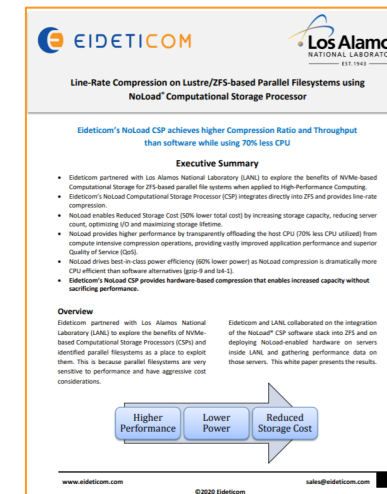 EIDETICOM
Los Alamo
NATIONAL LABORATO
EST. 1943
Line-Rate Compression on Lustre/ZFS-based Parallel Filesystems using
NoLoad® Computational Storage Processor
Eideticom's NoLoad CSP achieves higher Compression Ratio and Throughput
than software while using 70% less CPU
Executive Summary
• Eideticom partnered with Los Alamos National Laboratory (LANL) to explore the benefits of NVMe-based
Computational Storage for ZFS-based parallel file systems when applied to High-Performance Computing.
• Eideticom's NoLoad Computational Storage Processor (CSP) integrates directly into ZFS and provides line-rate
compression.
• NoLoad enables Reduced Storage Cost (50% lower total cost) by increasing storage capacity, reducing server
count, optimizing I/O and maximizing storage lifetime.
• NoLoad provides higher performance by transparently offloading the host CPU (70% less CPU utilized) from
compute intensive compression operations, providing vastly improved application performance and superior
Quality of Service (QoS).
• NoLoad drives best-in-class power efficiency (60% lower power) as NoLoad compression is dramatically more
CPU efficient than software alternatives (gzip-9 and lz4-1).
• Eideticom's NoLoad CSP provides hardware-based compression that enables increased capacity without
sacrificing performance.
Overview
Eideticom partnered with Los Alamos National
Laboratory (LANL) to explore the benefits of NVMe-
based Computational Storage Processors (CSPs) and
identified parallel filesystems as a place to exploit
them. This is because parallel filesystems are very
sensitive to performance and have aggressive cost
considerations.
Eideticom and LANL collaborated on the integration
of the NoLoad® CSP software stack into ZFS and on
deploying NoLoad-enabled hardware on servers
inside LANL and gathering performance data on
those servers. This white paper presents the results.
Higher
Performance
Lower
Power
Reduced
Storage Cost
www.eideticom.com
sales@eideticom.com
©2020 Eideticom